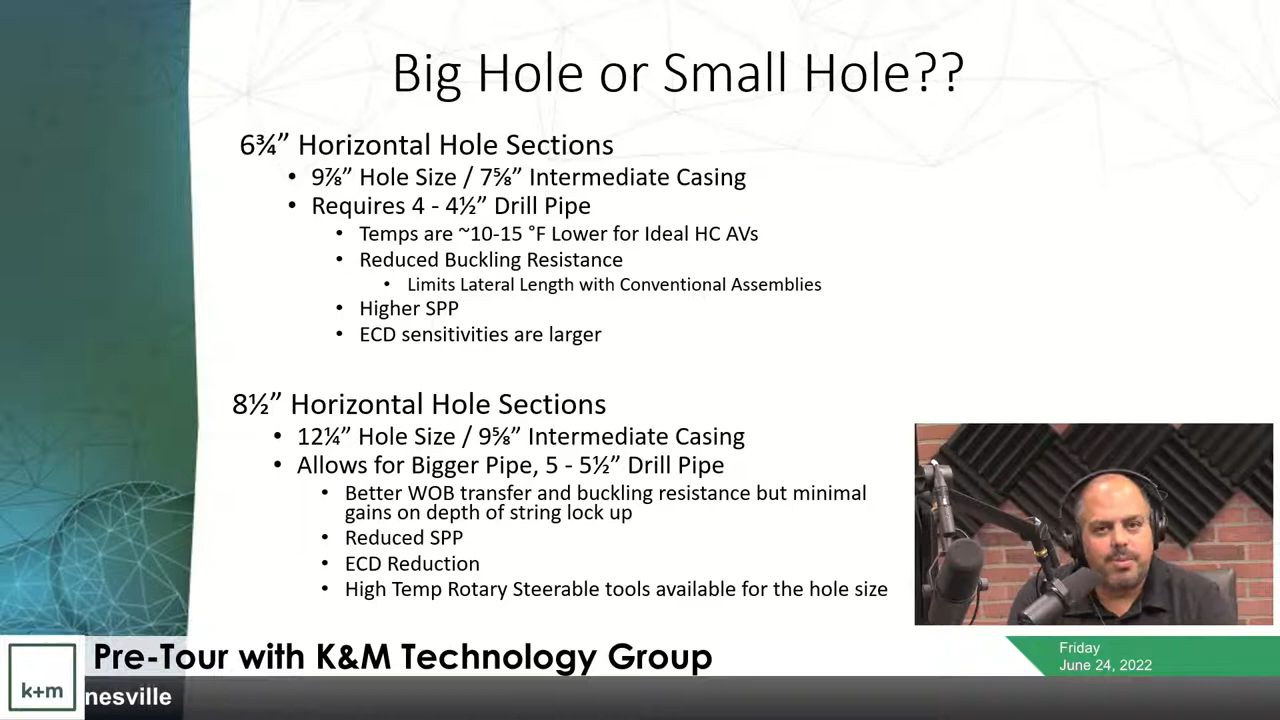 Big Hole or Small Hole??
6¾” Horizontal Hole Sections
• 9⅞” Hole Size / 7⅝” Intermediate Casing
• Requires 4 - 4½” Drill Pipe
• Temps are ~10-15 °F Lower for Ideal HC AVs
• Reduced Buckling Resistance
• Limits Lateral Length with Conventional Assemblies
• Higher SPP
• ECD sensitivities are larger
8½” Horizontal Hole Sections
• 12¼” Hole Size / 9⅝” Intermediate Casing
• Allows for Bigger Pipe, 5 - 5½” Drill Pipe
• Better WOB transfer and buckling resistance but minimal
gains on depth of string lock up
• Reduced SPP
• ECD Reduction
• High Temp Rotary Steerable tools available for the hole size
Pre-Tour with K&M Technology Group
Friday
June 24, 2022
k+m
nesville